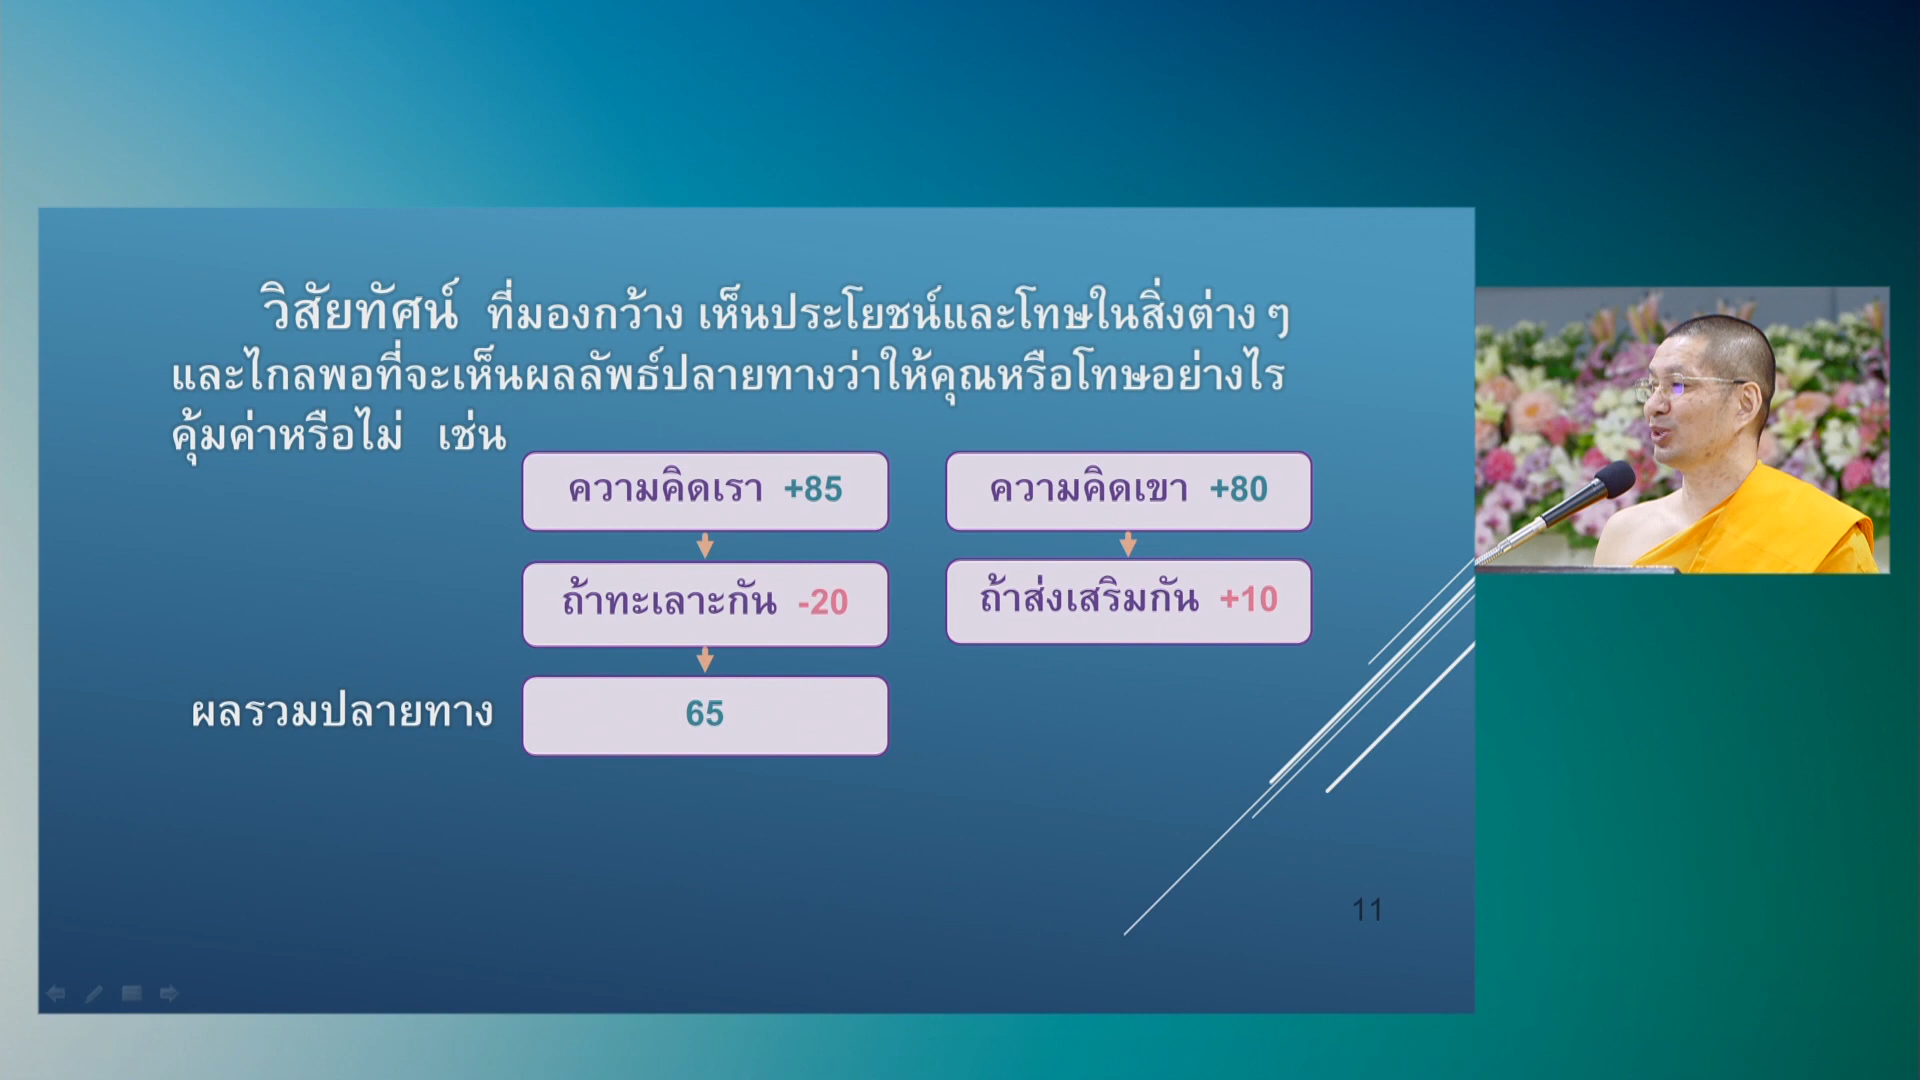 วิสัยทัศน์ ที่มองกว้าง เห็นประโยชน์และโทษในสิ่งต่าง ๆ
และไกลพอที่จะเห็นผลลัพธ์ปลายทางว่าให้คุณหรือโทษอย่างไร
คุ้มค่าหรือไม่ เช่น
ความคิดเรา +85
ความคิดเขา +80
ถ้าทะเลาะกัน -20
ถ้าส่งเสริมกัน +10
ผลรวมปลายทาง 65
11